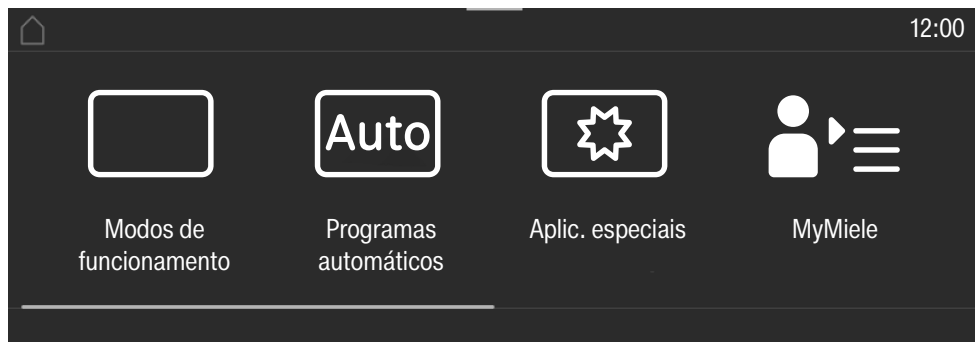 12:00
Auto
Modos de
funcionamento
Programas
automáticos
Aplic. especiais
MyMiele